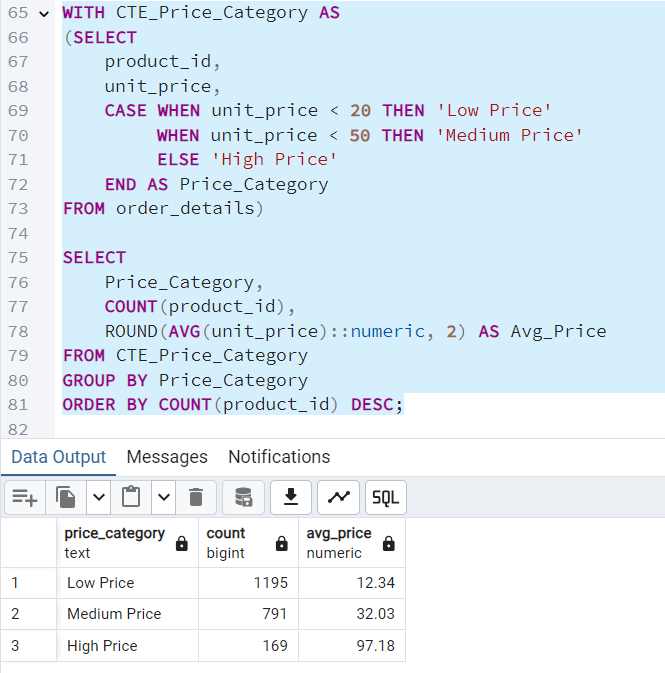 65 WITH CTE_Price_Category AS
66 (SELECT
67 product_id,
68 unit_price,
69 CASE WHEN unit_price < 20 THEN 'Low Price'
70 WHEN unit_price < 50 THEN 'Medium Price'
71 ELSE 'High Price'
72 END AS Price_Category
73 FROM order_details)
74
75 SELECT
76 Price_Category,
77 COUNT(product_id),
78 ROUND(AVG(unit_price)::numeric, 2) AS Avg_Price
79 FROM CTE_Price_Category
80 GROUP BY Price_Category
81 ORDER BY COUNT(product_id) DESC;
82
Data Output Messages Notifications
SQL
price_category count avg_price
text bigint numeric
1 Low Price 1195 12.34
2 Medium Price 791 32.03
3 High Price 169 97.18